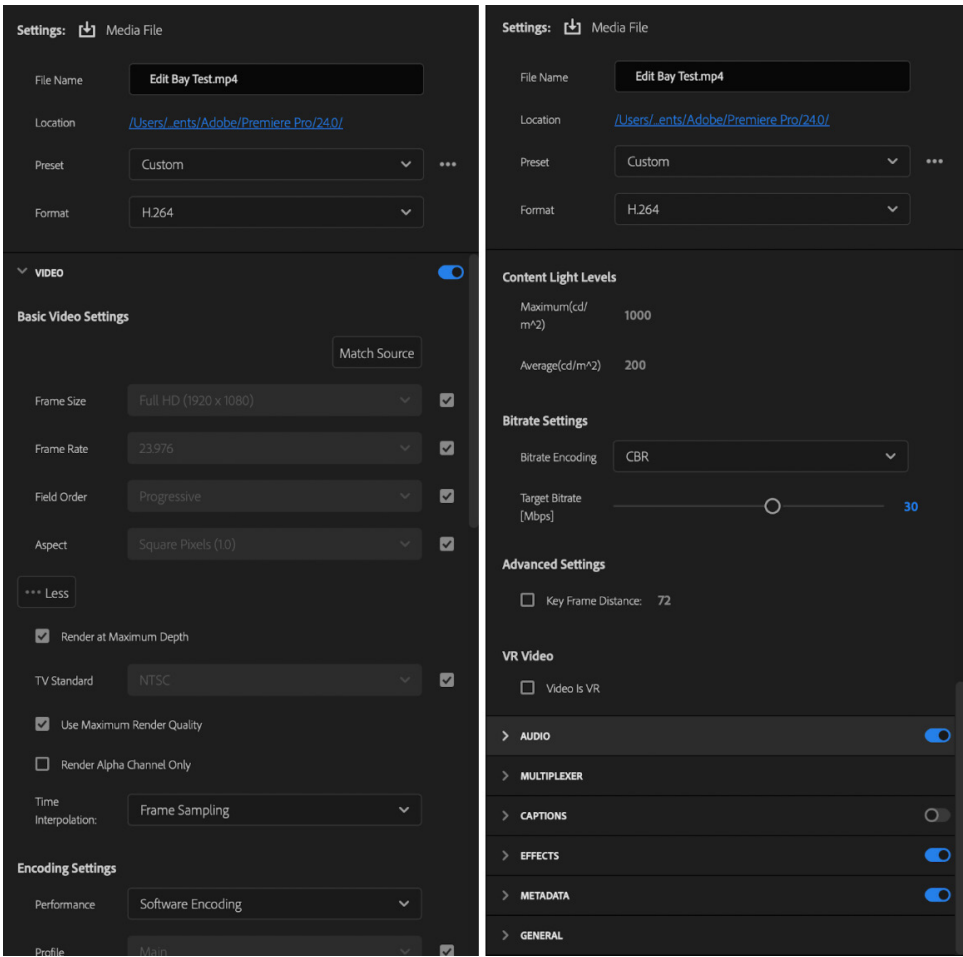 Settings: Media File
File Name Edit Bay Test.mp4
Location /Users/...ents/Adobe/Premiere Pro/24.0/
Preset Custom •••
Format H.264
VIDEO
Basic Video Settings
Match Source
Frame Size Full HD (1920 x 1080)
Frame Rate 23.976
Field Order Progressive
Aspect Square Pixels (1.0)
••• Less
Render at Maximum Depth
TV Standard NTSC
Use Maximum Render Quality
Render Alpha Channel Only
Time
Interpolation: Frame Sampling
Encoding Settings
Performance Software Encoding
Profile Main
Settings: Media File
File Name Edit Bay Test.mp4
Location /Users/...ents/Adobe/Premiere Pro/24.0/
Preset Custom •••
Format H.264
Content Light Levels
Maximum(cd/
m^2) 1000
Average(cd/m^2) 200
Bitrate Settings
Bitrate Encoding CBR
Target Bitrate
[Mbps] 30
Advanced Settings
Key Frame Distance: 72
VR Video
Video Is VR
AUDIO
MULTIPLEXER
CAPTIONS
EFFECTS
METADATA
GENERAL